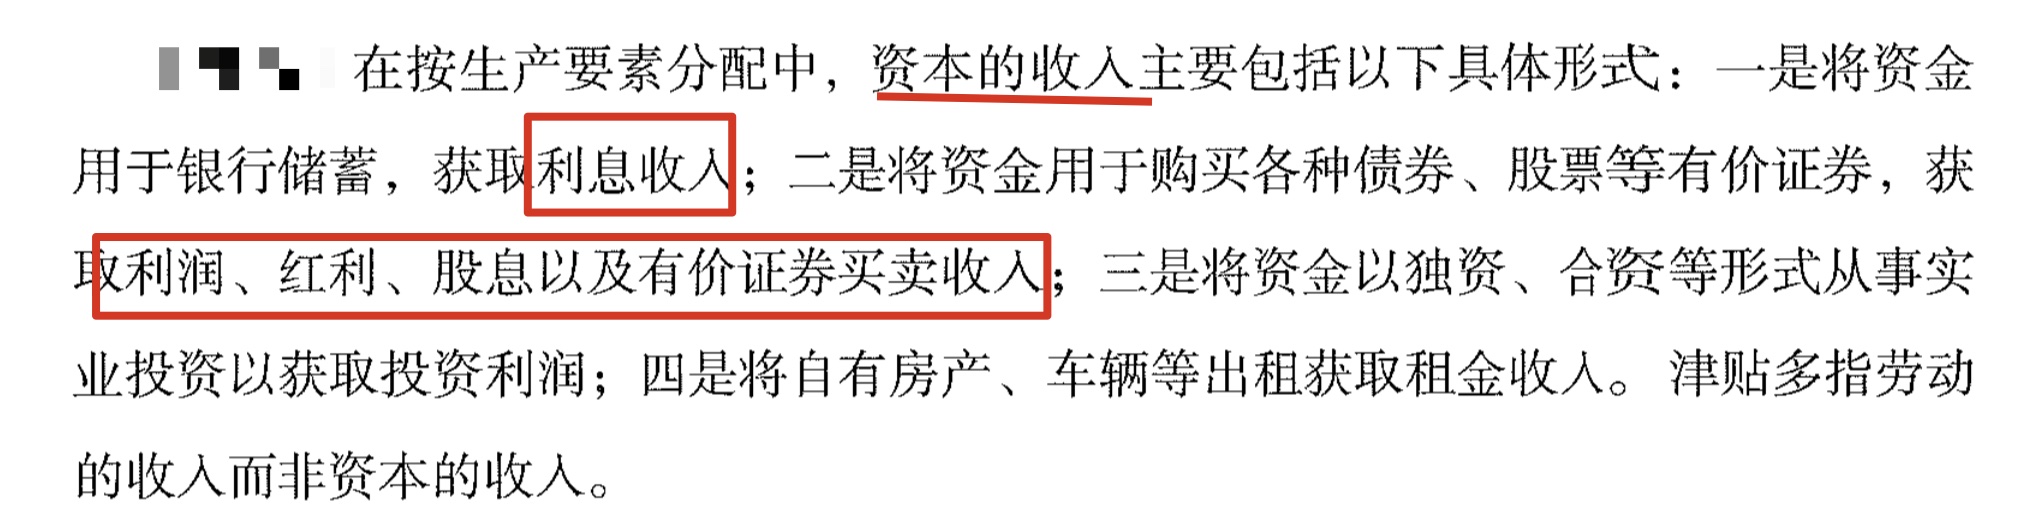 在按生产要素分配中，资本的收入主要包括以下具体形式：一是将资金
用于银行储蓄，获取利息收入；二是将资金用于购买各种债券、股票等有价证券，获
取利润、红利、股息以及有价证券买卖收入；三是将资金以独资、合资等形式从事实
业投资以获取投资利润；四是将自有房产、车辆等出租获取租金收入。津贴多指劳动
的收入而非资本的收入。